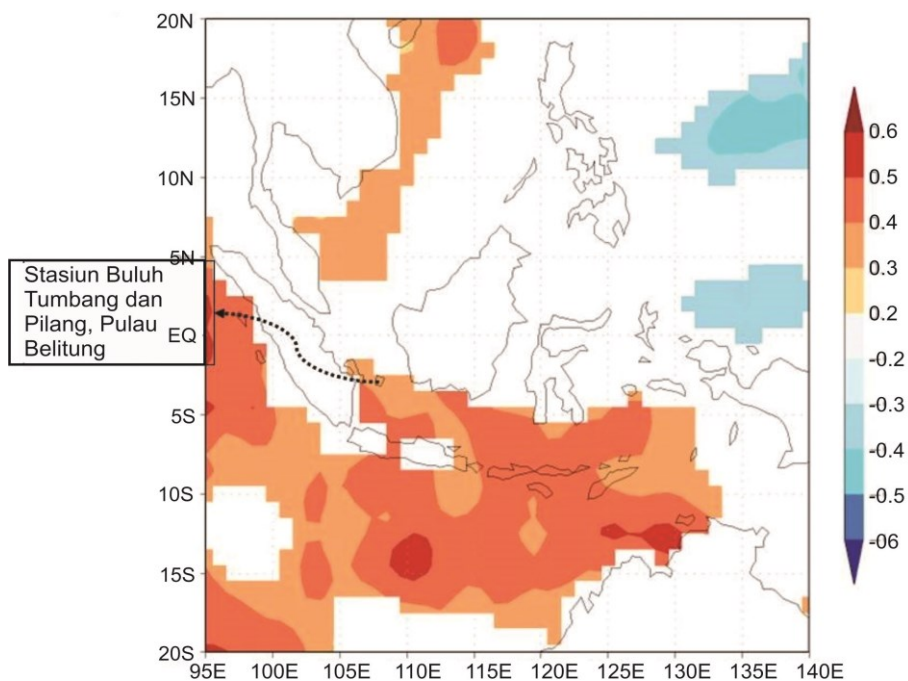 20N
15N
10N
5N
EQ
5S
10S
15S
20S
Stasiun Buluh
Tumbang dan
Pilang, Pulau
Belitung
95E 100E 105E 110E 115E 120E 125E 130E 135E 140E
0.6
0.5
0.4
0.3
0.2
-0.2
-0.3
-0.4
-0.5
-06